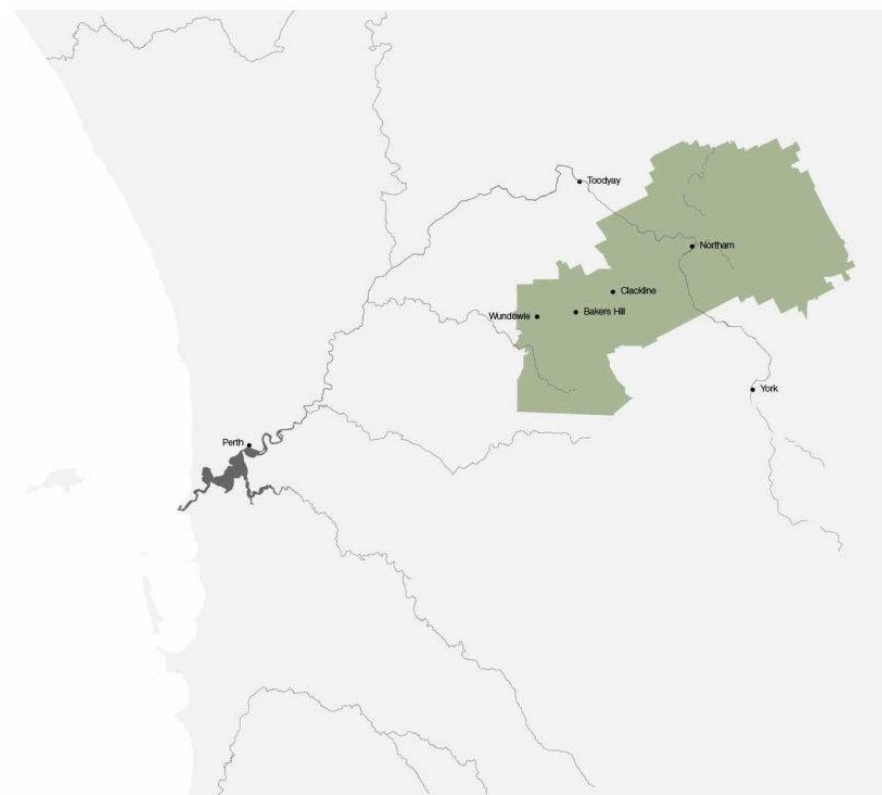 Toodyay
Northam
Clackline
Bakers Hill
Wundowie
York
Perth